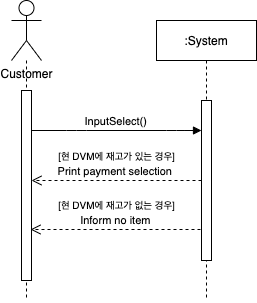 Customer
:System
InputSelect()
[현 DVM에 재고가 있는 경우]
Print payment selection
[현 DVM에 재고가 없는 경우]
Inform no item